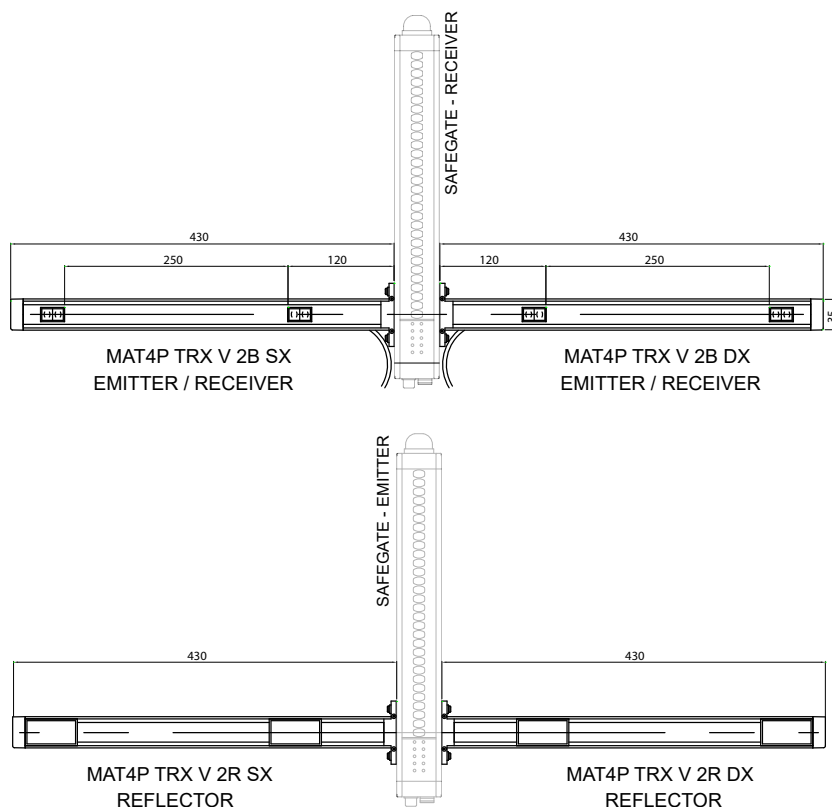 SAFEGATE - RECEIVER
430
430
250
120
120
250
35
MAT4P TRX V 2B SX
EMITTER / RECEIVER
MAT4P TRX V 2B DX
EMITTER / RECEIVER
SAFEGATE - EMITTER
430
430
MAT4P TRX V 2R SX
REFLECTOR
MAT4P TRX V 2R DX
REFLECTOR